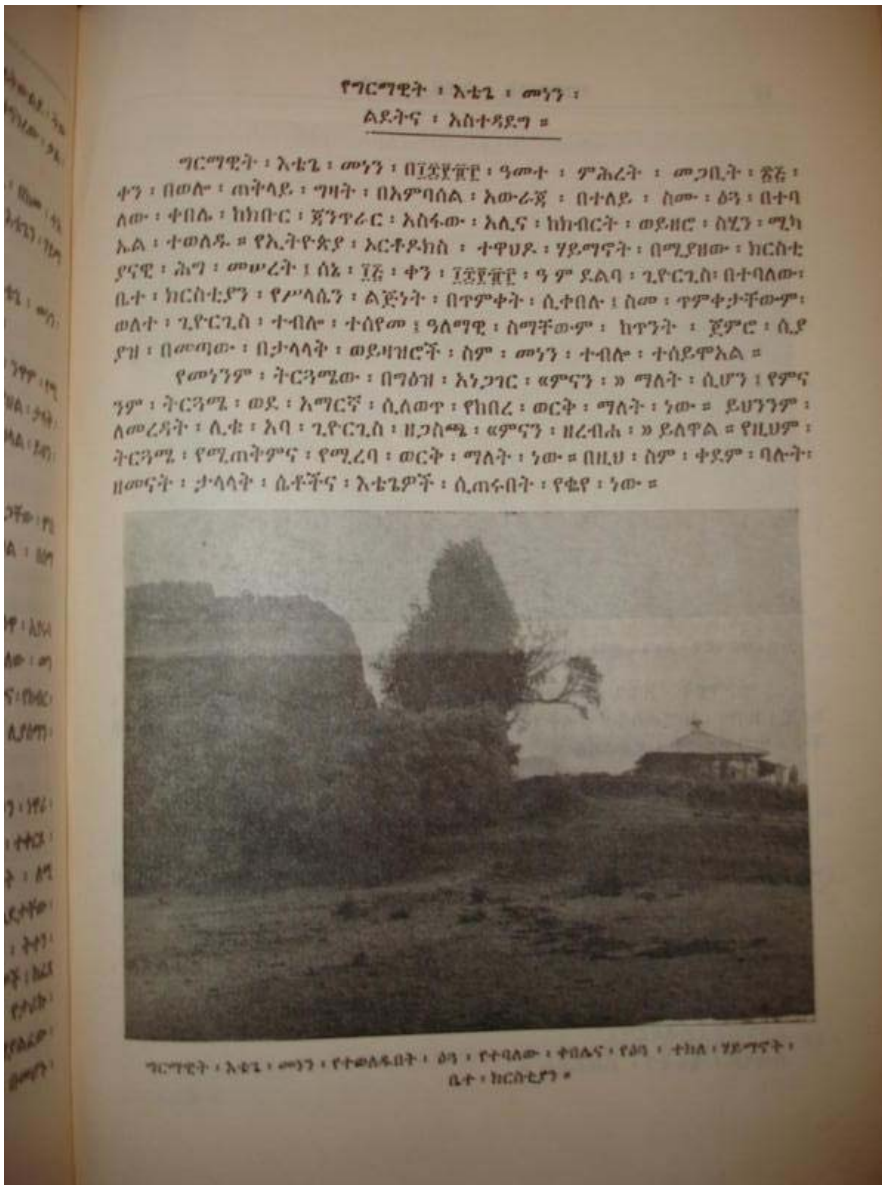 የግርማዊት ፡ እቴጌ ፡ መነን ፡
ልደትና ፡ አስተዳደግ ።
ግርማዊት ፡ እቴጌ ፡ መነን ፡ በ፲፰፻፹፫ ፡ ዓመተ ፡ ምሕረት ፡ መጋቢት ፡ ፳፭ ፡
ቀን ፡ በወሎ ፡ ጠቅላይ ፡ ግዛት ፡ በአምባሰል ፡ አውራጃ ፡ በተለይ ፡ ስሙ ፡ ዕጓ ፡ በተባ
ለው ፡ ቀበሌ ፡ ከክቡር ፡ ጃንጥራር ፡ አስፋው ፡ አሊና ፡ ከክብርት ፡ ወይዘሮ ፡ ስሂን ፡ ሚካ
ኤል ፡ ተወለዱ ። የኢትዮጵያ ፡ ኦርቶዶክስ ፡ ተዋህዶ ፡ ሃይማኖት ፡ በሚያዘው ፡ ክርስቲ
ያናዊ ፡ ሕግ ፡ መሠረት ፤ ሰኔ ፡ ፲፭ ፡ ቀን ፡ ፲፰፻፹፫ ፡ ዓ ም ደልባ ፡ ጊዮርጊስ፡ በተባለው፡
ቤተ ፡ ክርስቲያን ፡ የሥላሴን ፡ ልጅነት ፡ በጥምቀት ፡ ሲቀበሉ ፤ ስመ ፡ ጥምቀታቸውም፡
ወለተ ፡ ጊዮርጊስ ፡ ተብሎ ፡ ተሰየመ ፤ ዓለማዊ ፡ ስማቸውም ፡ ከጥንት ፡ ጀምሮ ፡ ሲያ
ያዝ ፡ በመጣው ፡ በታላላቅ ፡ ወይዛዝሮች ፡ ስም ፡ መነን ፡ ተብሎ ፡ ተሰይሞአል ።
የመነንም ፡ ትርጓሜው ፡ በግዕዝ ፡ አነጋገር ፡ «ምናን ፡ » ማለት ፡ ሲሆን ፤ የምና
ንም ፡ ትርጓሜ ፡ ወደ ፡ አማርኛ ፡ ሲለወጥ ፡ የከበረ ፡ ወርቅ ፡ ማለት ፡ ነው ። ይህንንም ፡
ለመረዳት ፡ ሊቁ ፡ አባ ፡ ጊዮርጊስ ፡ ዘጋስጫ ፡ «ምናን ፡ ዘረብሐ ፡ » ይለዋል ። የዚህም ፡
ትርጓሜ ፡ የሚጠቅምና ፡ የሚረባ ፡ ወርቅ ፡ ማለት ፡ ነው ። በዚህ ፡ ስም ፡ ቀደም ፡ ባሉት፡
ዘመናት ፡ ታላላት ፡ ሴቶችና ፡ እቴጌዎች ፡ ሲጠሩበት ፡ የቈየ ፡ ነው ።
ግርማዊት ፡ እቴጌ ፡ መነን ፡ የተወለዱበት ፡ ዕጓ ፡ የተባለው ፡ ቀበሌና ፡ የዕጓ ፡ ተክለ ፡ ሃይማኖት ፡
ቤተ ፡ ክርስቲያን ።